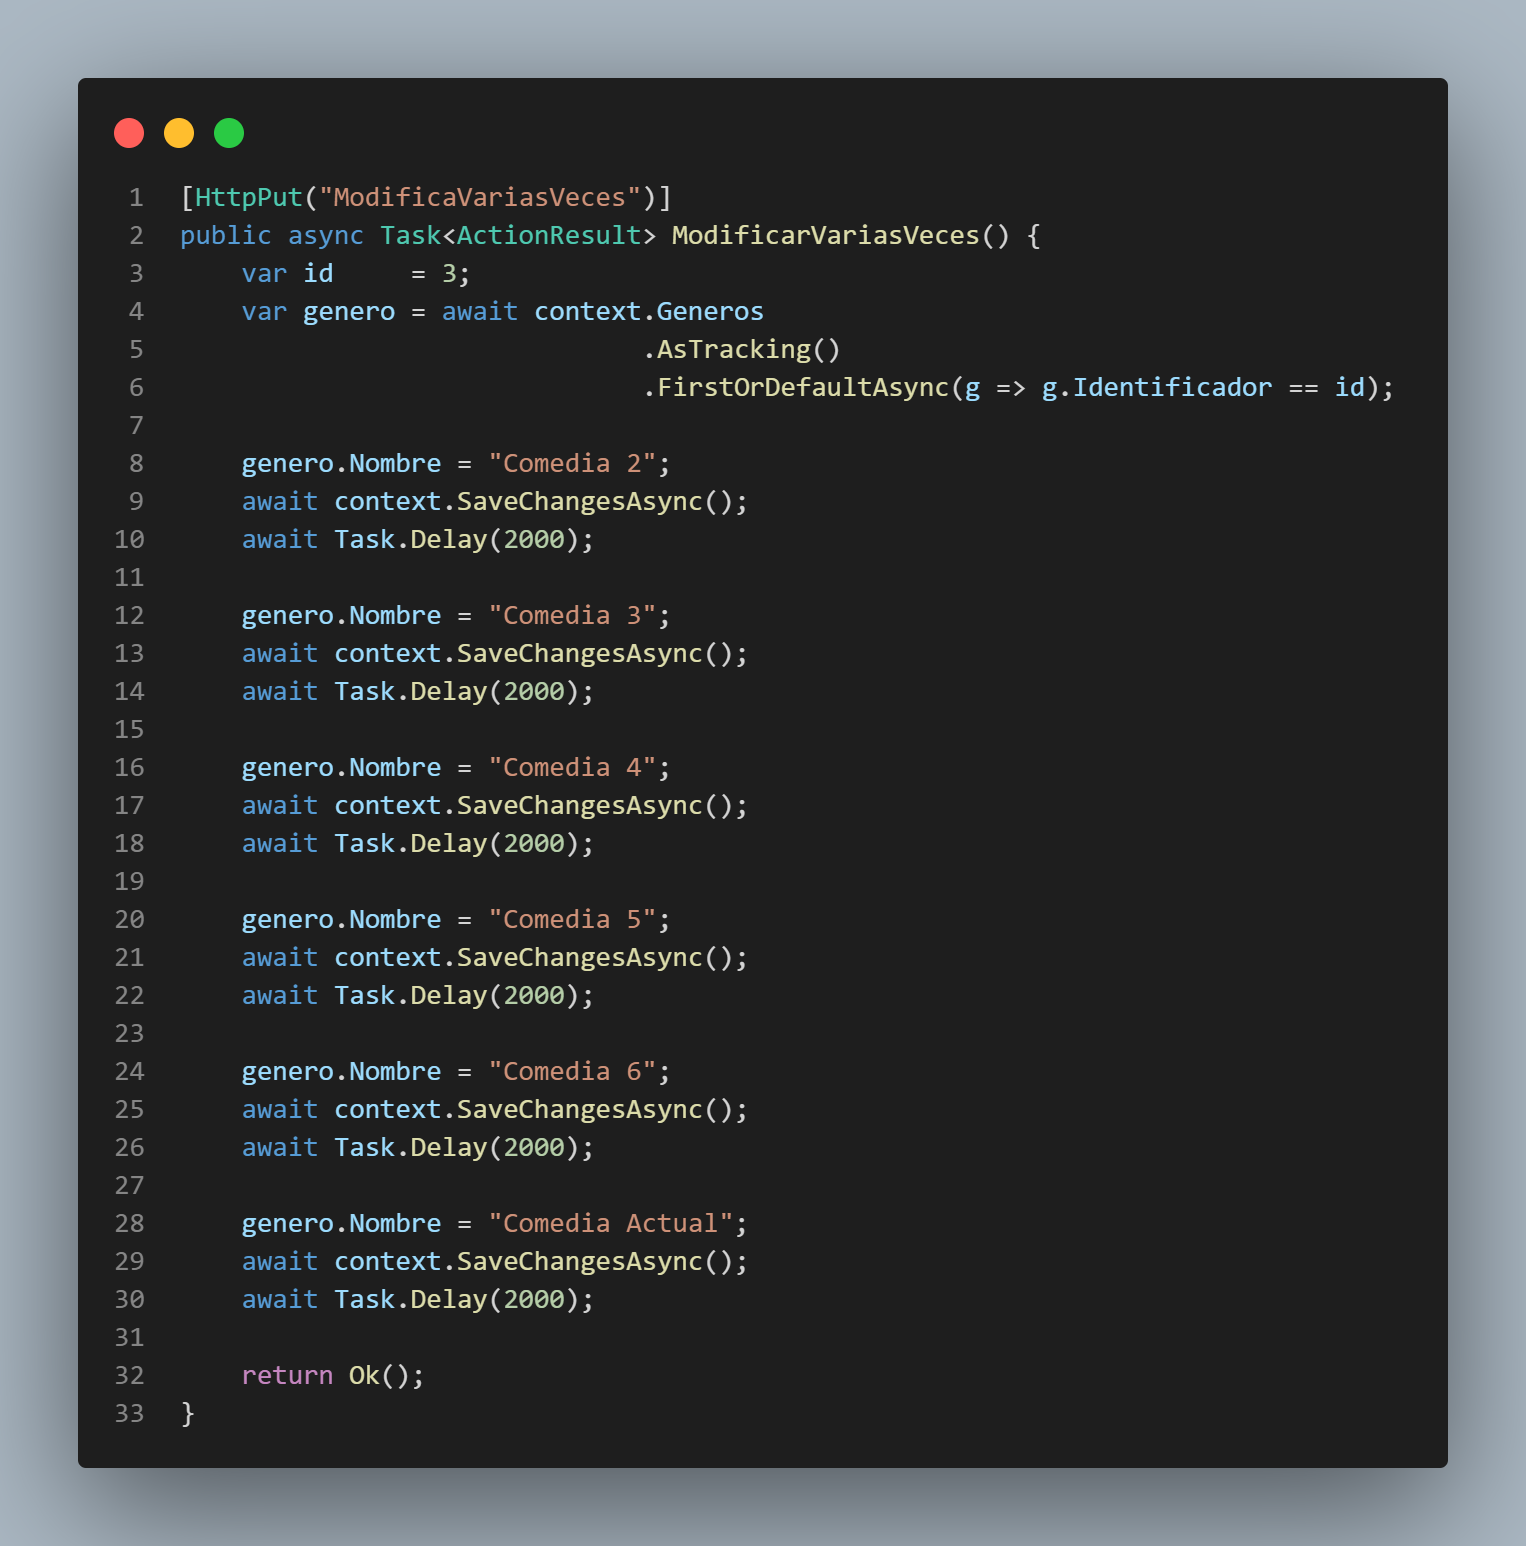 1 [HttpPut("ModificaVariasVeces")]
2 public async Task<ActionResult> ModificarVariasVeces() {
3     var id     = 3;
4     var genero = await context.Generos
5                               .AsTracking()
6                               .FirstOrDefaultAsync(g => g.Identificador == id);
7
8     genero.Nombre = "Comedia 2";
9     await context.SaveChangesAsync();
10     await Task.Delay(2000);
11
12     genero.Nombre = "Comedia 3";
13     await context.SaveChangesAsync();
14     await Task.Delay(2000);
15
16     genero.Nombre = "Comedia 4";
17     await context.SaveChangesAsync();
18     await Task.Delay(2000);
19
20     genero.Nombre = "Comedia 5";
21     await context.SaveChangesAsync();
22     await Task.Delay(2000);
23
24     genero.Nombre = "Comedia 6";
25     await context.SaveChangesAsync();
26     await Task.Delay(2000);
27
28     genero.Nombre = "Comedia Actual";
29     await context.SaveChangesAsync();
30     await Task.Delay(2000);
31
32     return Ok();
33 }